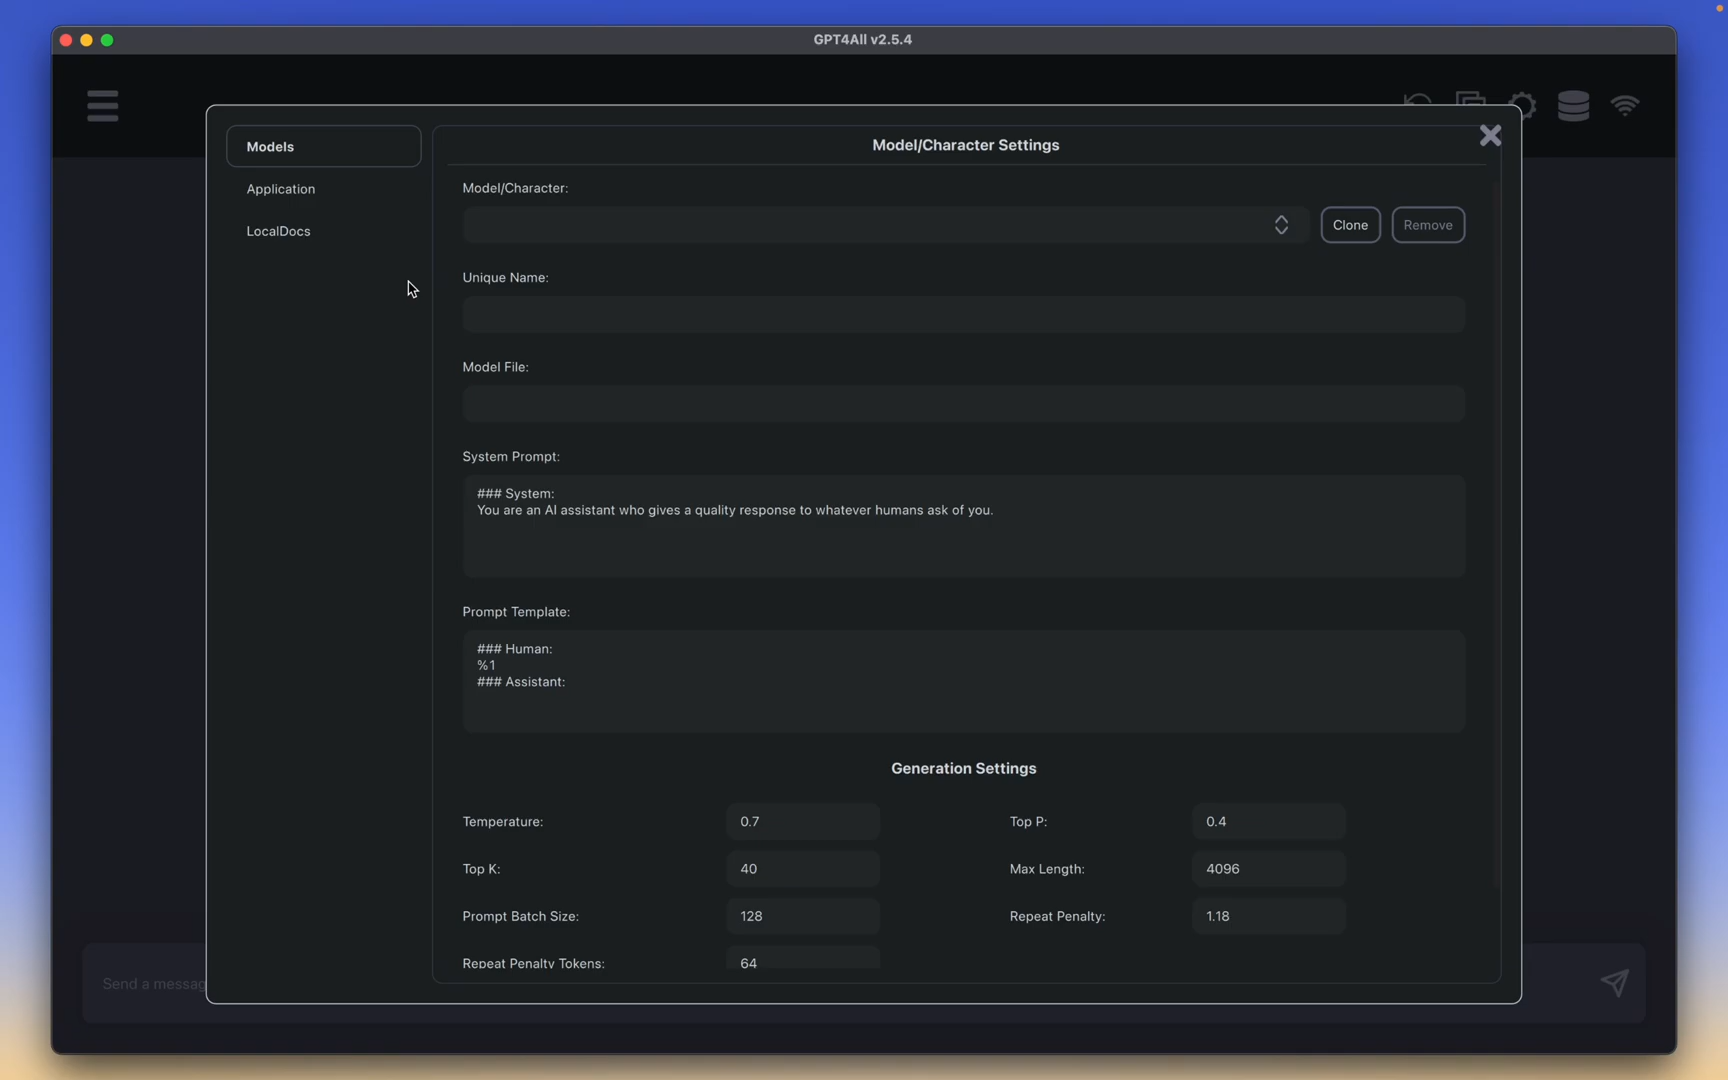 GPT4All v2.5.4
Models
Application
LocalDocs
Model/Character Settings
Model/Character:
Clone
Remove
Unique Name:
Model File:
System Prompt:
### System:
You are an AI assistant who gives a quality response to whatever humans ask of you.
Prompt Template:
### Human:
%1
### Assistant:
Generation Settings
Temperature: 0.7 Top P: 0.4
Top K: 40 Max Length: 4096
Prompt Batch Size: 128 Repeat Penalty: 1.18
Repeat Penalty Tokens: 64
Send a messag